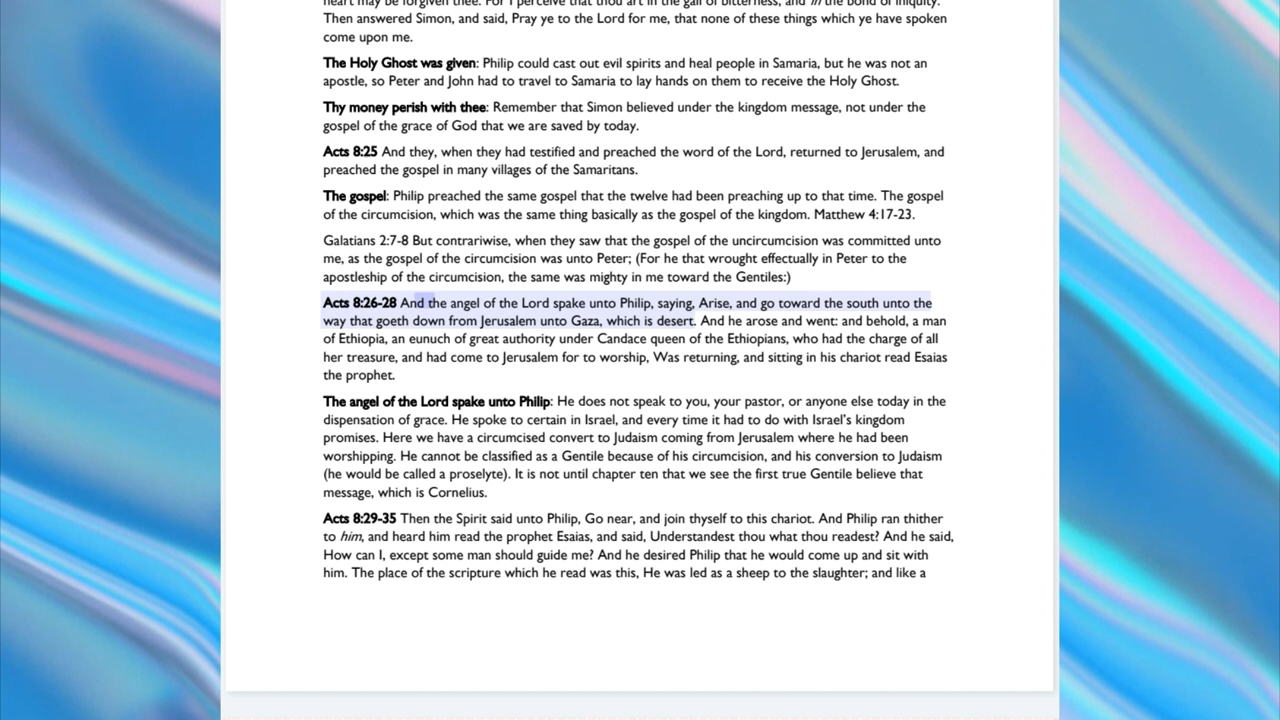 heart may be forgiven thee. For I perceive that thou art in the gall of bitterness, and in the bond of iniquity.
Then answered Simon, and said, Pray ye to the Lord for me, that none of these things which ye have spoken
come upon me.
The Holy Ghost was given: Philip could cast out evil spirits and heal people in Samaria, but he was not an
apostle, so Peter and John had to travel to Samaria to lay hands on them to receive the Holy Ghost.
Thy money perish with thee: Remember that Simon believed under the kingdom message, not under the
gospel of the grace of God that we are saved by today.
Acts 8:25 And they, when they had testified and preached the word of the Lord, returned to Jerusalem, and
preached the gospel in many villages of the Samaritans.
The gospel: Philip preached the same gospel that the twelve had been preaching up to that time. The gospel
of the circumcision, which was the same thing basically as the gospel of the kingdom. Matthew 4:17-23.
Galatians 2:7-8 But contrariwise, when they saw that the gospel of the uncircumcision was committed unto
me, as the gospel of the circumcision was unto Peter; (For he that wrought effectually in Peter to the
apostleship of the circumcision, the same was mighty in me toward the Gentiles:)
Acts 8:26-28 And the angel of the Lord spake unto Philip, saying, Arise, and go toward the south unto the
way that goeth down from Jerusalem unto Gaza, which is desert. And he arose and went: and behold, a man
of Ethiopia, an eunuch of great authority under Candace queen of the Ethiopians, who had the charge of all
her treasure, and had come to Jerusalem for to worship, Was returning, and sitting in his chariot read Esaias
the prophet.
The angel of the Lord spake unto Philip: He does not speak to you, your pastor, or anyone else today in the
dispensation of grace. He spoke to certain in Israel, and every time it had to do with Israel's kingdom
promises. Here we have a circumcised convert to Judaism coming from Jerusalem where he had been
worshipping. He cannot be classified as a Gentile because of his circumcision, and his conversion to Judaism
(he would be called a proselyte). It is not until chapter ten that we see the first true Gentile believe that
message, which is Cornelius.
Acts 8:29-35 Then the Spirit said unto Philip, Go near, and join thyself to this chariot. And Philip ran thither
to him, and heard him read the prophet Esaias, and said, Understandest thou what thou readest? And he said,
How can I, except some man should guide me? And he desired Philip that he would come up and sit with
him. The place of the scripture which he read was this, He was led as a sheep to the slaughter; and like a